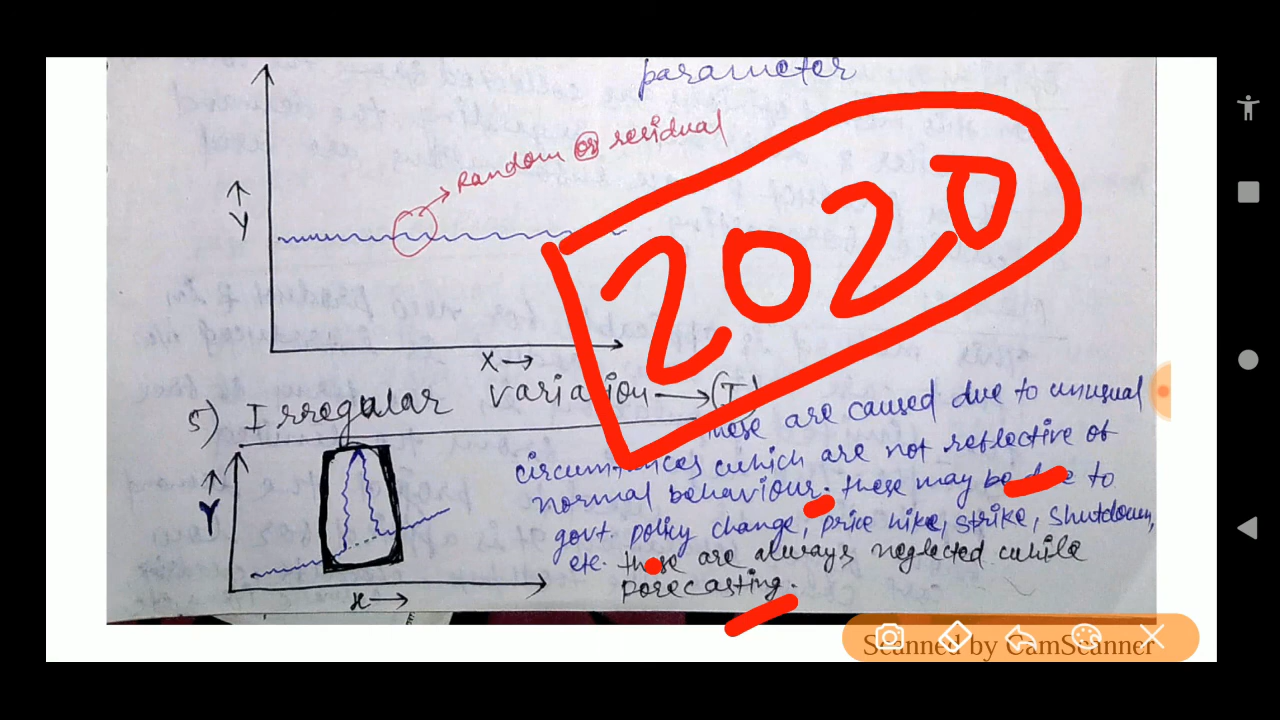 parameter
Random or residual
2020
Y
X
5) Irregular variation → (I)
these are caused due to unusual
circumtances which are not reflective of
normal behaviour. these may be due to
govt. policy change, price hike, strike, shutdown,
etc. these are always neglected while
porecasting.
Y
x
Scanned by CamScanner